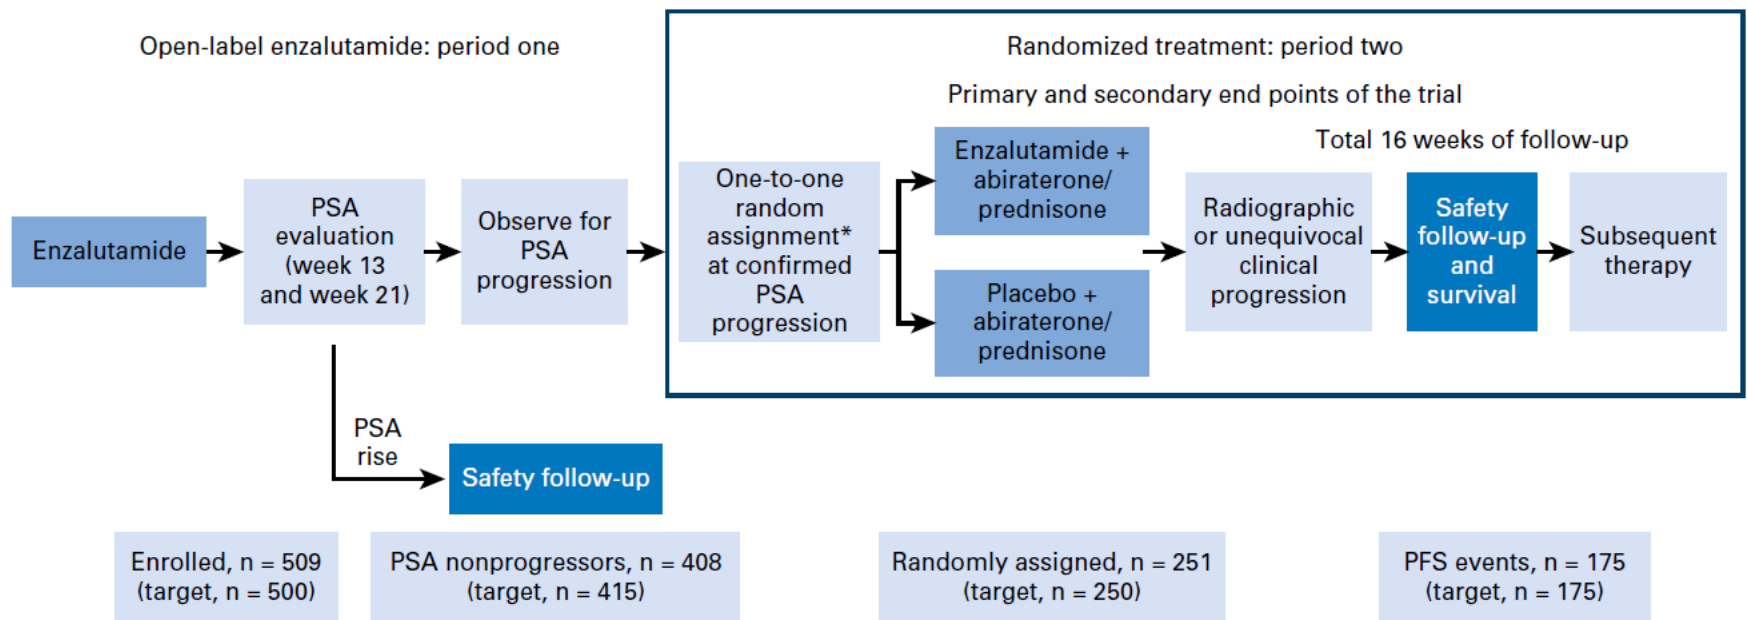 Open-label enzalutamide: period one
Randomized treatment: period two
Primary and secondary end points of the trial
Total 16 weeks of follow-up
Enzalutamide
PSA
evaluation
(week 13
and week 21)
Observe for
PSA
progression
One-to-one
random
assignment*
at confirmed
PSA
progression
Enzalutamide +
abiraterone/
prednisone
Placebo +
abiraterone/
prednisone
Radiographic
or unequivocal
clinical
progression
Safety
follow-up
and
survival
Subsequent
therapy
PSA
rise
Safety follow-up
Enrolled, n = 509
(target, n = 500)
PSA nonprogressors, n = 408
(target, n = 415)
Randomly assigned, n = 251
(target, n = 250)
PFS events, n = 175
(target, n = 175)